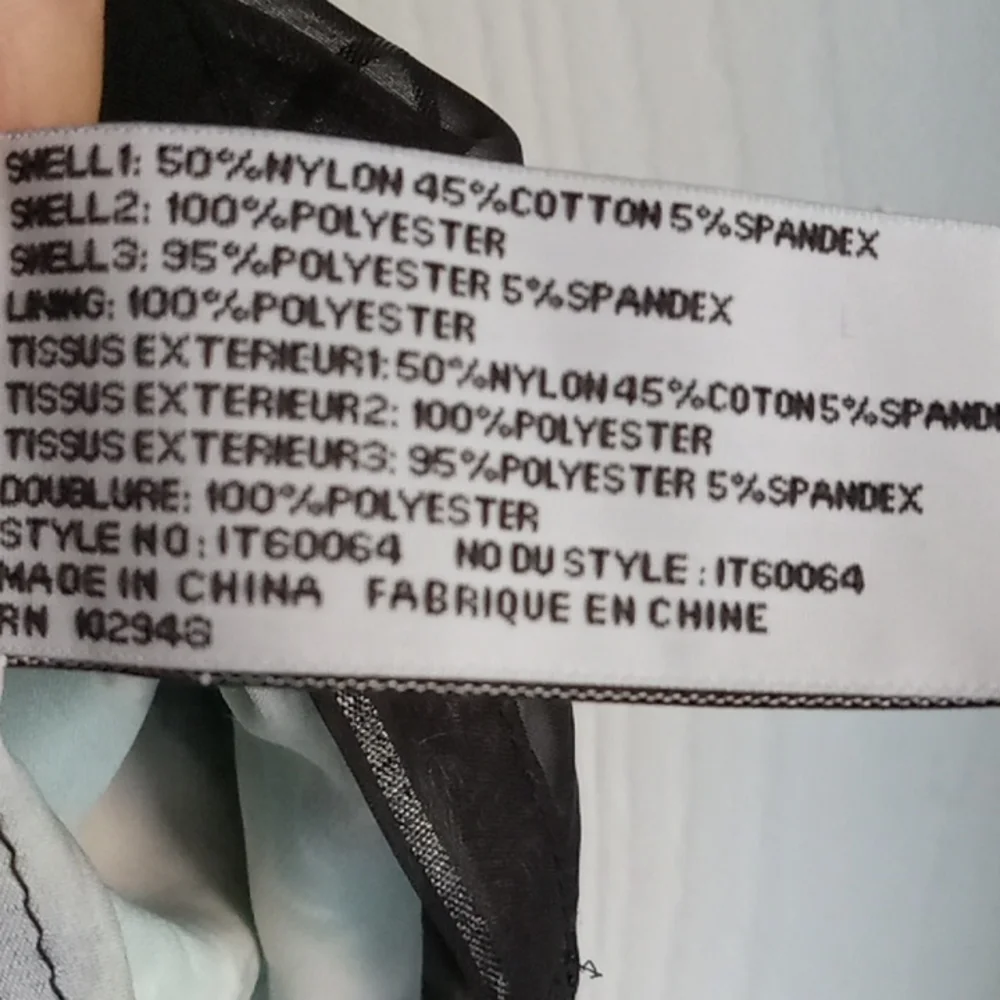 SHELL1: 50%NYLON 45%COTTON 5%SPANDEX
SHELL2: 100%POLYESTER
SHELL3: 95%POLYESTER 5%SPANDEX
LINING: 100%POLYESTER
TISSUS EXTERIEUR1: 50%NYLON 45%COTON 5%SPANDE
TISSUS EXTERIEUR2: 100%POLYESTER
TISSUS EXTERIEUR3: 95%POLYESTER 5%SPANDEX
DOUBLURE: 100%POLYESTER
STYLE NO: IT60064 NO DU STYLE: IT60064
MADE IN CHINA FABRIQUE EN CHINE
RN